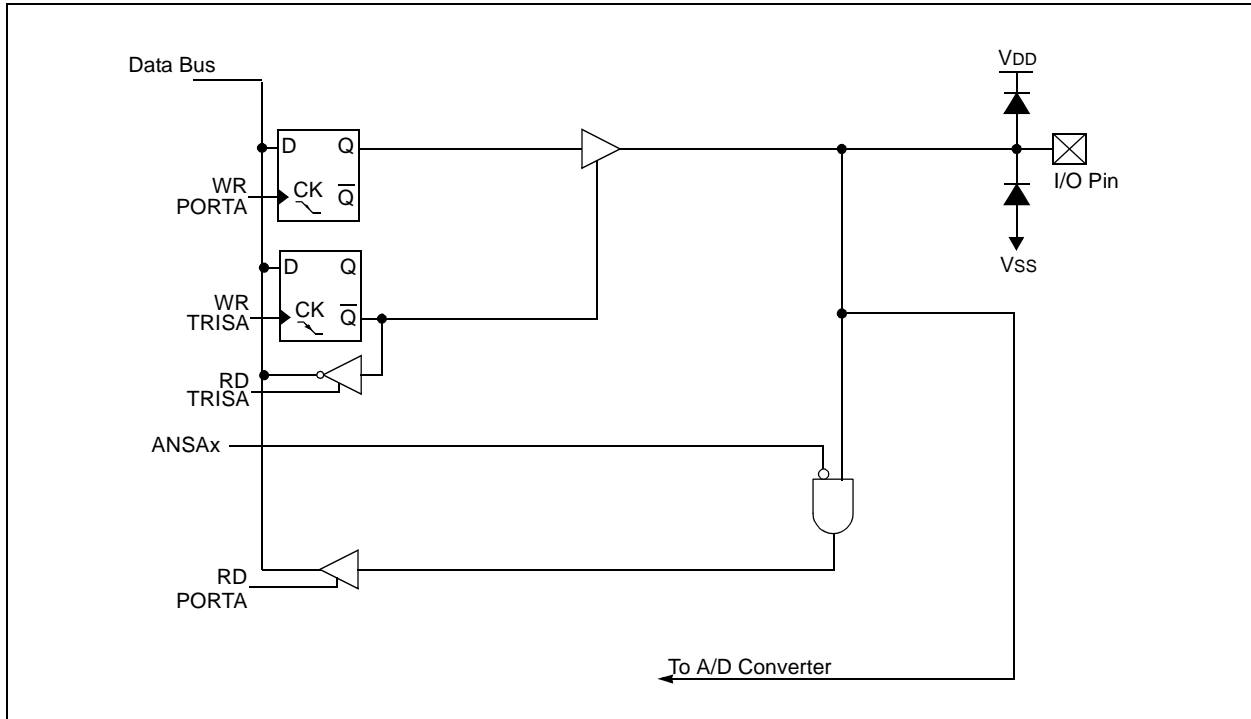 Data Bus
VDD
D Q
WR
PORTA
CK Q̅
I/O Pin
D Q
VSS
WR
TRISA
CK Q̅
RD
TRISA
ANSAx
RD
PORTA
To A/D Converter